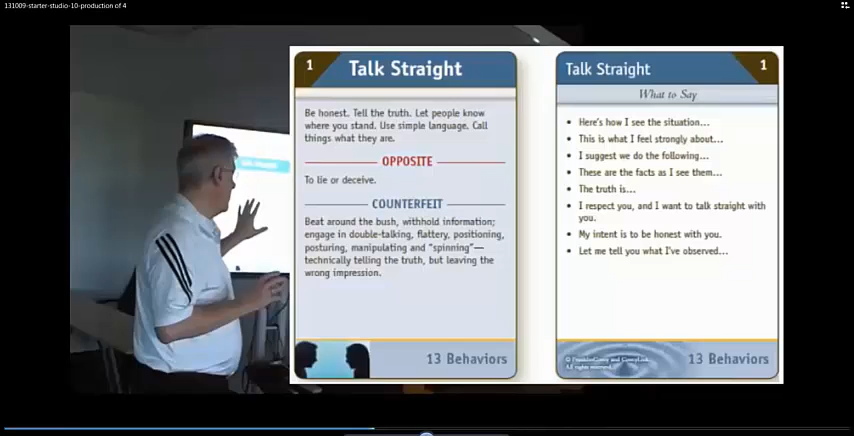 131009-starter-studio-10-production of 4
1
Talk Straight
Be honest. Tell the truth. Let people know
where you stand. Use simple language. Call
things what they are.
OPPOSITE
To lie or deceive.
COUNTERFEIT
Beat around the bush, withhold information;
engage in double-talking, flattery, positioning,
posturing, manipulating and "spinning"—
technically telling the truth, but leaving the
wrong impression.
13 Behaviors
Talk Straight
1
What to Say
• Here's how I see the situation...
• This is what I feel strongly about...
• I suggest we do the following...
• These are the facts as I see them...
• The truth is...
• I respect you, and I want to talk straight with
you.
• My intent is to be honest with you.
• Let me tell you what I've observed...
© FranklinCovey and CoveyLink.
All rights reserved.
13 Behaviors